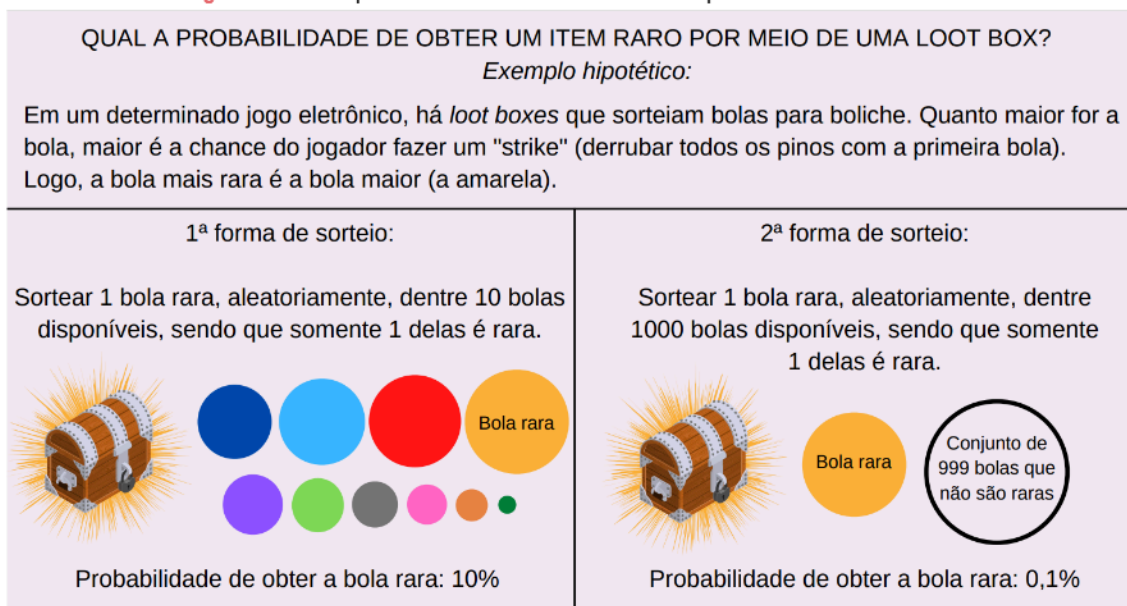 QUAL A PROBABILIDADE DE OBTER UM ITEM RARO POR MEIO DE UMA LOOT BOX?
Exemplo hipotético:
Em um determinado jogo eletrônico, há loot boxes que sorteiam bolas para boliche. Quanto maior for a
bola, maior é a chance do jogador fazer um "strike" (derrubar todos os pinos com a primeira bola).
Logo, a bola mais rara é a bola maior (a amarela).
1ª forma de sorteio:
Sortear 1 bola rara, aleatoriamente, dentre 10 bolas
disponíveis, sendo que somente 1 delas é rara.
Bola rara
Probabilidade de obter a bola rara: 10%
2ª forma de sorteio:
Sortear 1 bola rara, aleatoriamente, dentre
1000 bolas disponíveis, sendo que somente
1 delas é rara.
Bola rara
Conjunto de
999 bolas que
não são raras
Probabilidade de obter a bola rara: 0,1%